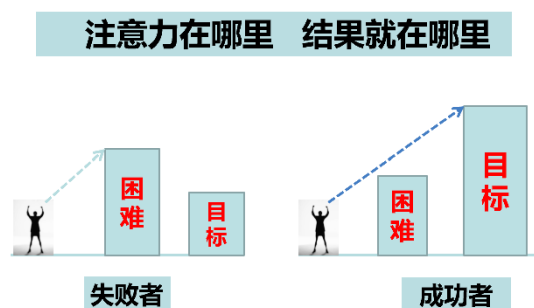 注意力在哪里 结果就在哪里
困难
目标
困难
目标
失败者
成功者